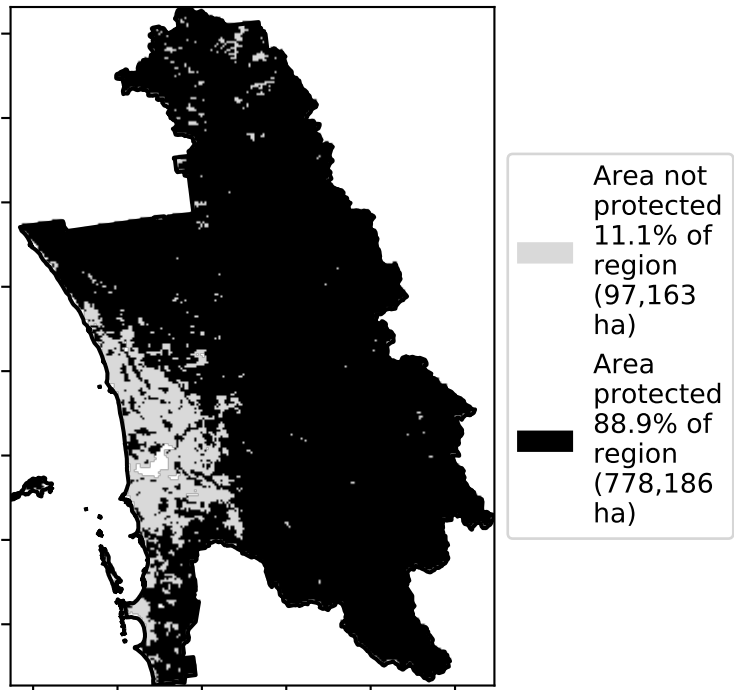 Area not
protected
11.1% of
region
(97,163
ha)
Area
protected
88.9% of
region
(778,186
ha)